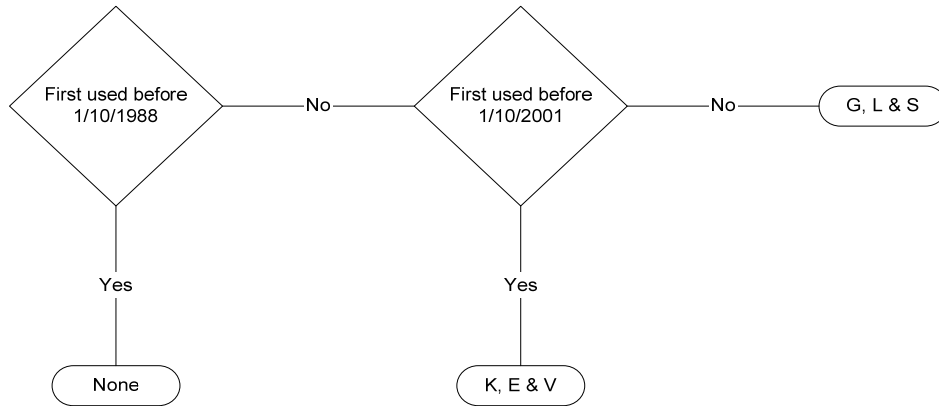 First used before
1/10/1988
No
First used before
1/10/2001
No
G, L & S
Yes
Yes
None
K, E & V